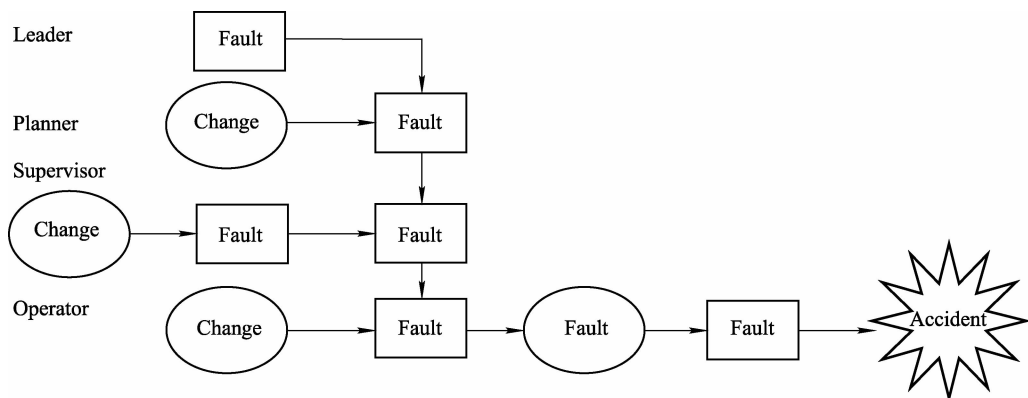 Leader
Fault
Planner
Change
Fault
Supervisor
Change
Fault
Fault
Operator
Change
Fault
Fault
Fault
Accident